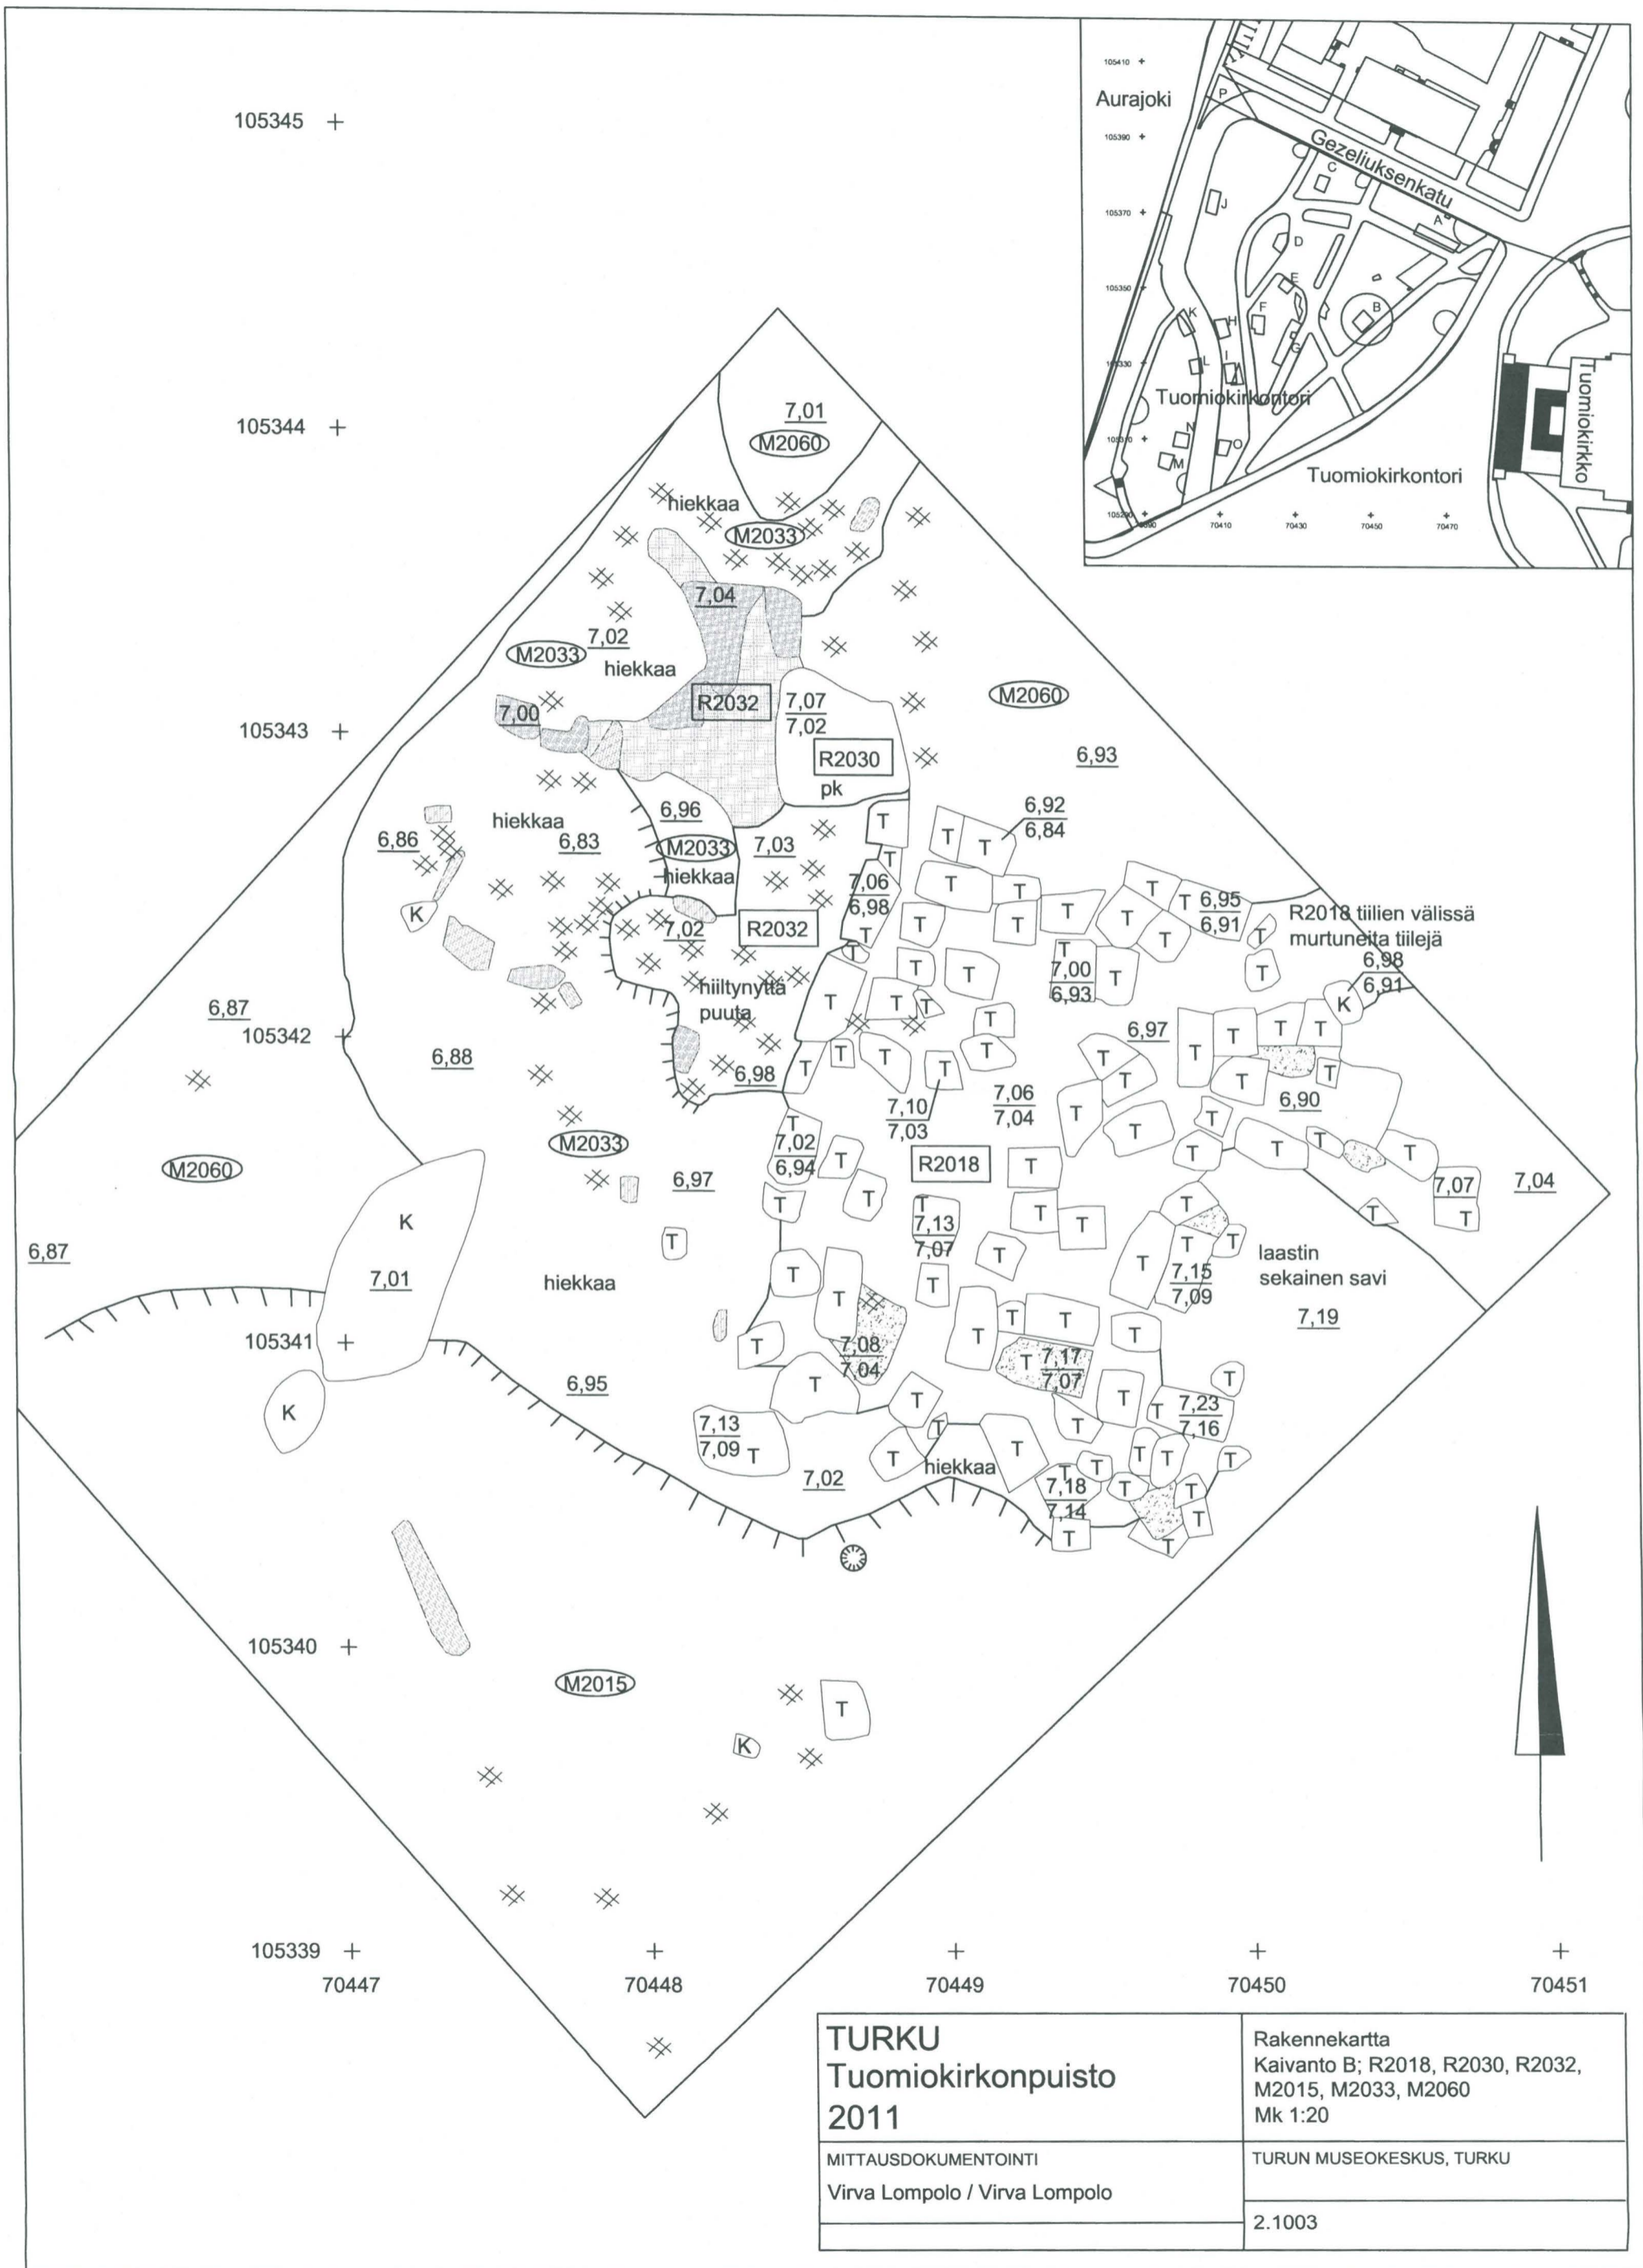 105345
105344
105343
105342
105341
105340
105339
70447
70448
70449
70450
70451
105410
Aurajoki
105390
P
Gezeliuksenkatu
C
105370
J
A
D
105350
E
K
H
F
B
G
105330
L
I
Tuomiokirkontori
N
O
M
Tuomiokirkontori
Tuomiokirkko
70410
70430
70450
70470
7,01
M2060
hiekkaa
M2033
7,04
7,02
M2033
hiekkaa
R2032
7,07
7,02
M2060
7,00
R2030
6,93
pk
6,96
6,92
6,84
hiekkaa
6,86
6,83
M2033
7,03
T
T
T
T
hiekkaa
7,06
6,98
T
T
T
T
6,95
6,91
K
7,02
R2032
T
T
T
T
T
T
T
R2018 tiilien välissä
murtuneita tiilejä
T
T
T
T
7,00
6,93
T
T
6,98
6,91
hiiltynyttä
puuta
T
T
T
K
6,87
T
6,97
T
T
T
T
6,88
T
T
T
T
T
T
T
6,98
T
T
T
6,90
7,10
7,03
7,06
7,04
T
T
T
M2033
T
7,02
6,94
T
R2018
T
T
T
T
T
M2060
6,97
T
T
7,07
7,04
T
7,13
7,07
T
T
T
T
T
T
K
T
T
T
T
laastin
sekainen savi
6,87
7,01
hiekkaa
T
T
T
7,15
7,09
7,19
T
T
T
T
T
7,08
7,04
T
7,17
7,07
T
6,95
T
T
T
T
7,23
7,16
K
7,13
7,09
T
T
T
T
T
T
T
T
hiekkaa
7,02
T
7,18
7,14
T
T
T
T
T
T
M2015
T
K
TURKU
Tuomiokirkonpuisto
2011
Rakennekartta
Kaivanto B; R2018, R2030, R2032,
M2015, M2033, M2060
Mk 1:20
MITTAUSDOKUMENTOINTI
Virva Lompolo / Virva Lompolo
TURUN MUSEOKESKUS, TURKU
2.1003